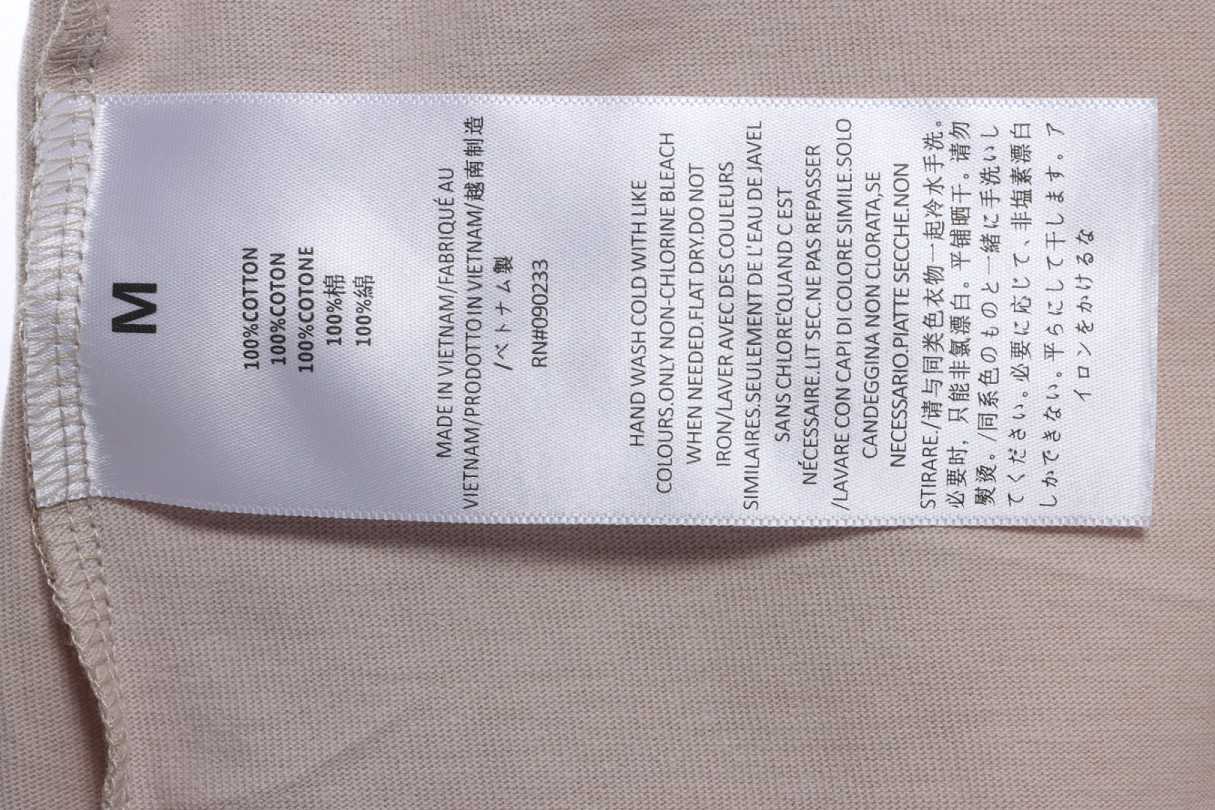 M
100%COTTON
100%COTON
100%COTONE
100%棉
100%綿
MADE IN VIETNAM/FABRIQUÉ AU
VIETNAM/PRODOTTO IN VIETNAM/越南制造
/ベトナム製
RN#090233
HAND WASH COLD WITH LIKE
COLOURS.ONLY NON-CHLORINE BLEACH
WHEN NEEDED.FLAT DRY.DO NOT
IRON/LAVER AVEC DES COULEURS
SIMILAIRES.SEULEMENT DE L'EAU DE JAVEL
SANS CHLORE'QUAND C'EST
NÉCESSAIRE.LIT SEC.NE PAS REPASSER
/LAVARE CON CAPI DI COLORE SIMILE.SOLO
CANDEGGINA NON CLORATA,SE
NECESSARIO.PIATTE SECCHE.NON
STIRARE./请与同类色衣物一起冷水手洗。
必要时，只能非氯漂白。平铺晒干。请勿
熨烫。/同系色のものと一緒に手洗いし
てください。必要に応じて、非塩素漂白
しかできない。平らにして干します。ア
イロンをかけるな